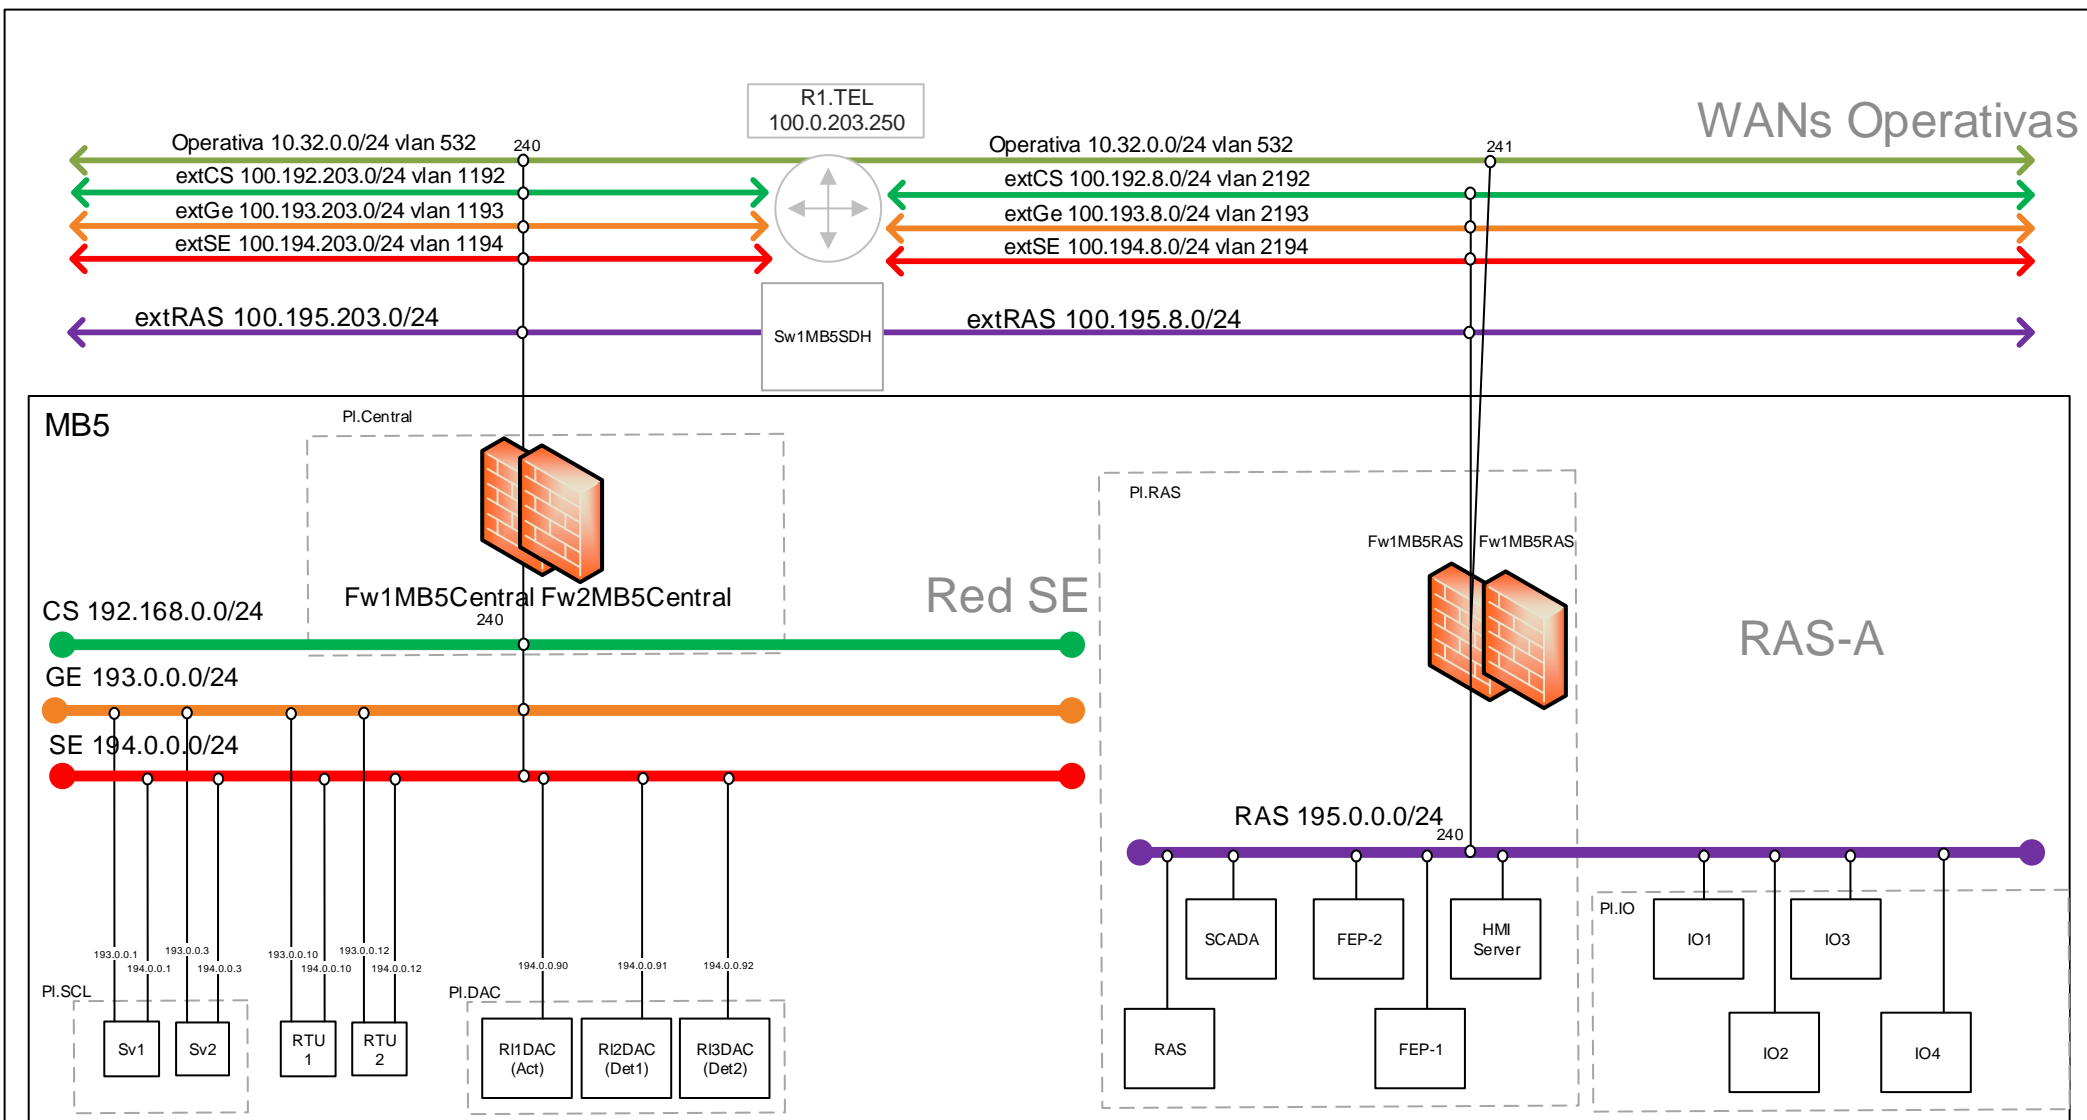 R1.TEL
100.0.203.250
WANs Operativas
Operativa 10.32.0.0/24 vlan 532
240
Operativa 10.32.0.0/24 vlan 532
241
extCS 100.192.203.0/24 vlan 1192
extCS 100.192.8.0/24 vlan 2192
extGe 100.193.203.0/24 vlan 1193
extGe 100.193.8.0/24 vlan 2193
extSE 100.194.203.0/24 vlan 1194
extSE 100.194.8.0/24 vlan 2194
extRAS 100.195.203.0/24
extRAS 100.195.8.0/24
Sw1MB5SDH
MB5
PI.Central
Fw1MB5Central Fw2MB5Central
240
Red SE
CS 192.168.0.0/24
GE 193.0.0.0/24
SE 194.0.0.0/24
193.0.0.1
194.0.0.1
193.0.0.3
194.0.0.3
193.0.0.10
194.0.0.10
193.0.0.12
194.0.0.12
194.0.0.90
194.0.0.91
194.0.0.92
PI.SCL
Sv1
Sv2
RTU
1
RTU
2
PI.DAC
RI1DAC
(Act)
RI2DAC
(Det1)
RI3DAC
(Det2)
PI.RAS
Fw1MB5RAS
Fw1MB5RAS
RAS-A
RAS 195.0.0.0/24
240
SCADA
FEP-2
HMI
Server
RAS
FEP-1
PI.IO
IO1
IO3
IO2
IO4